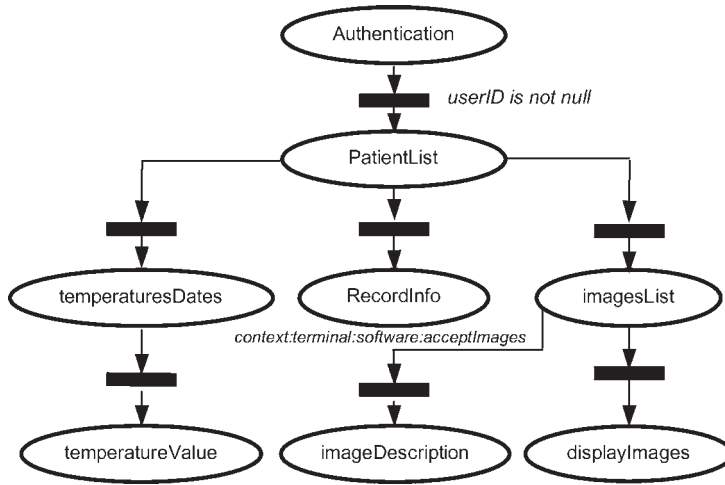 Authentication
userID is not null
PatientList
temperaturesDates
RecordInfo
imagesList
context:terminal:software:acceptImages
temperatureValue
imageDescription
displayImages